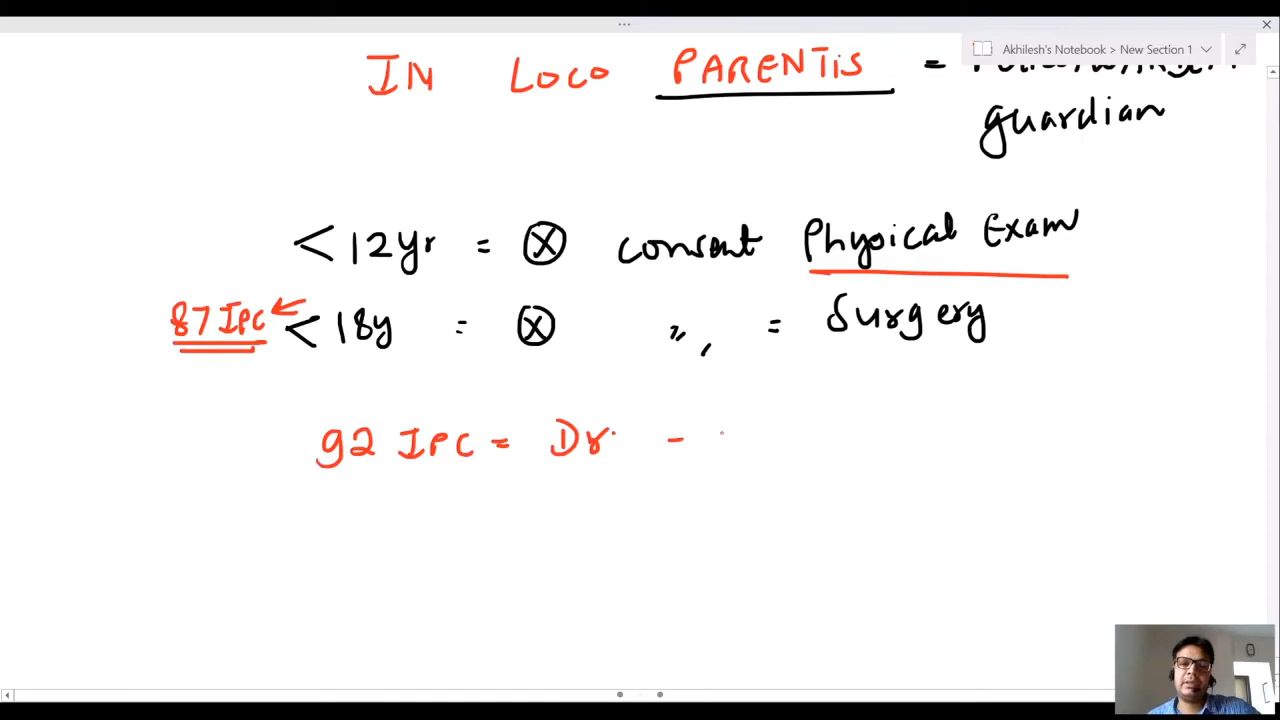 Akhilesh's Notebook > New Section 1
IN LOCO PARENTIS =
guardian
< 12yr = ⓧ consent Physical Exam
87 IPC ← < 18y = ⓧ ,, = Surgery
92 IPC = Dr. -